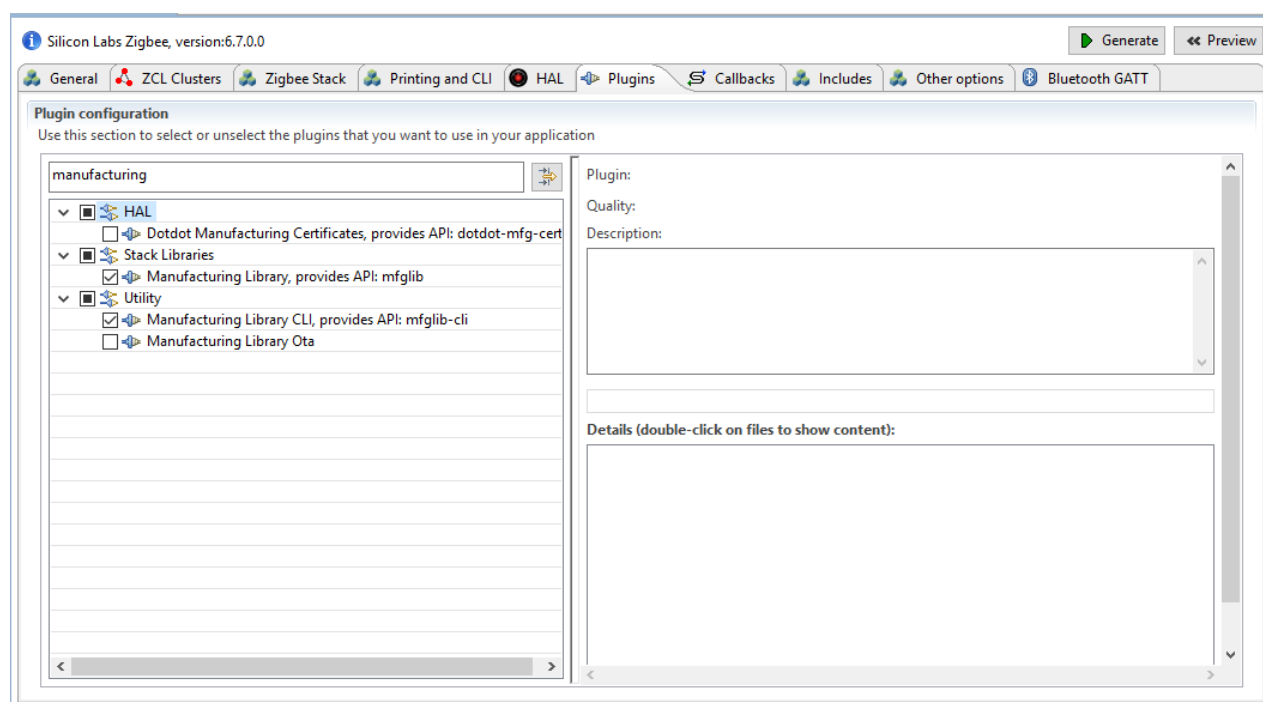 Silicon Labs Zigbee, version:6.7.0.0
Generate
Preview
General
ZCL Clusters
Zigbee Stack
Printing and CLI
HAL
Plugins
Callbacks
Includes
Other options
Bluetooth GATT
Plugin configuration
Use this section to select or unselect the plugins that you want to use in your application
manufacturing
HAL
Dotdot Manufacturing Certificates, provides API: dotdot-mfg-cert
Stack Libraries
Manufacturing Library, provides API: mfglib
Utility
Manufacturing Library CLI, provides API: mfglib-cli
Manufacturing Library Ota
Plugin:
Quality:
Description:
Details (double-click on files to show content):